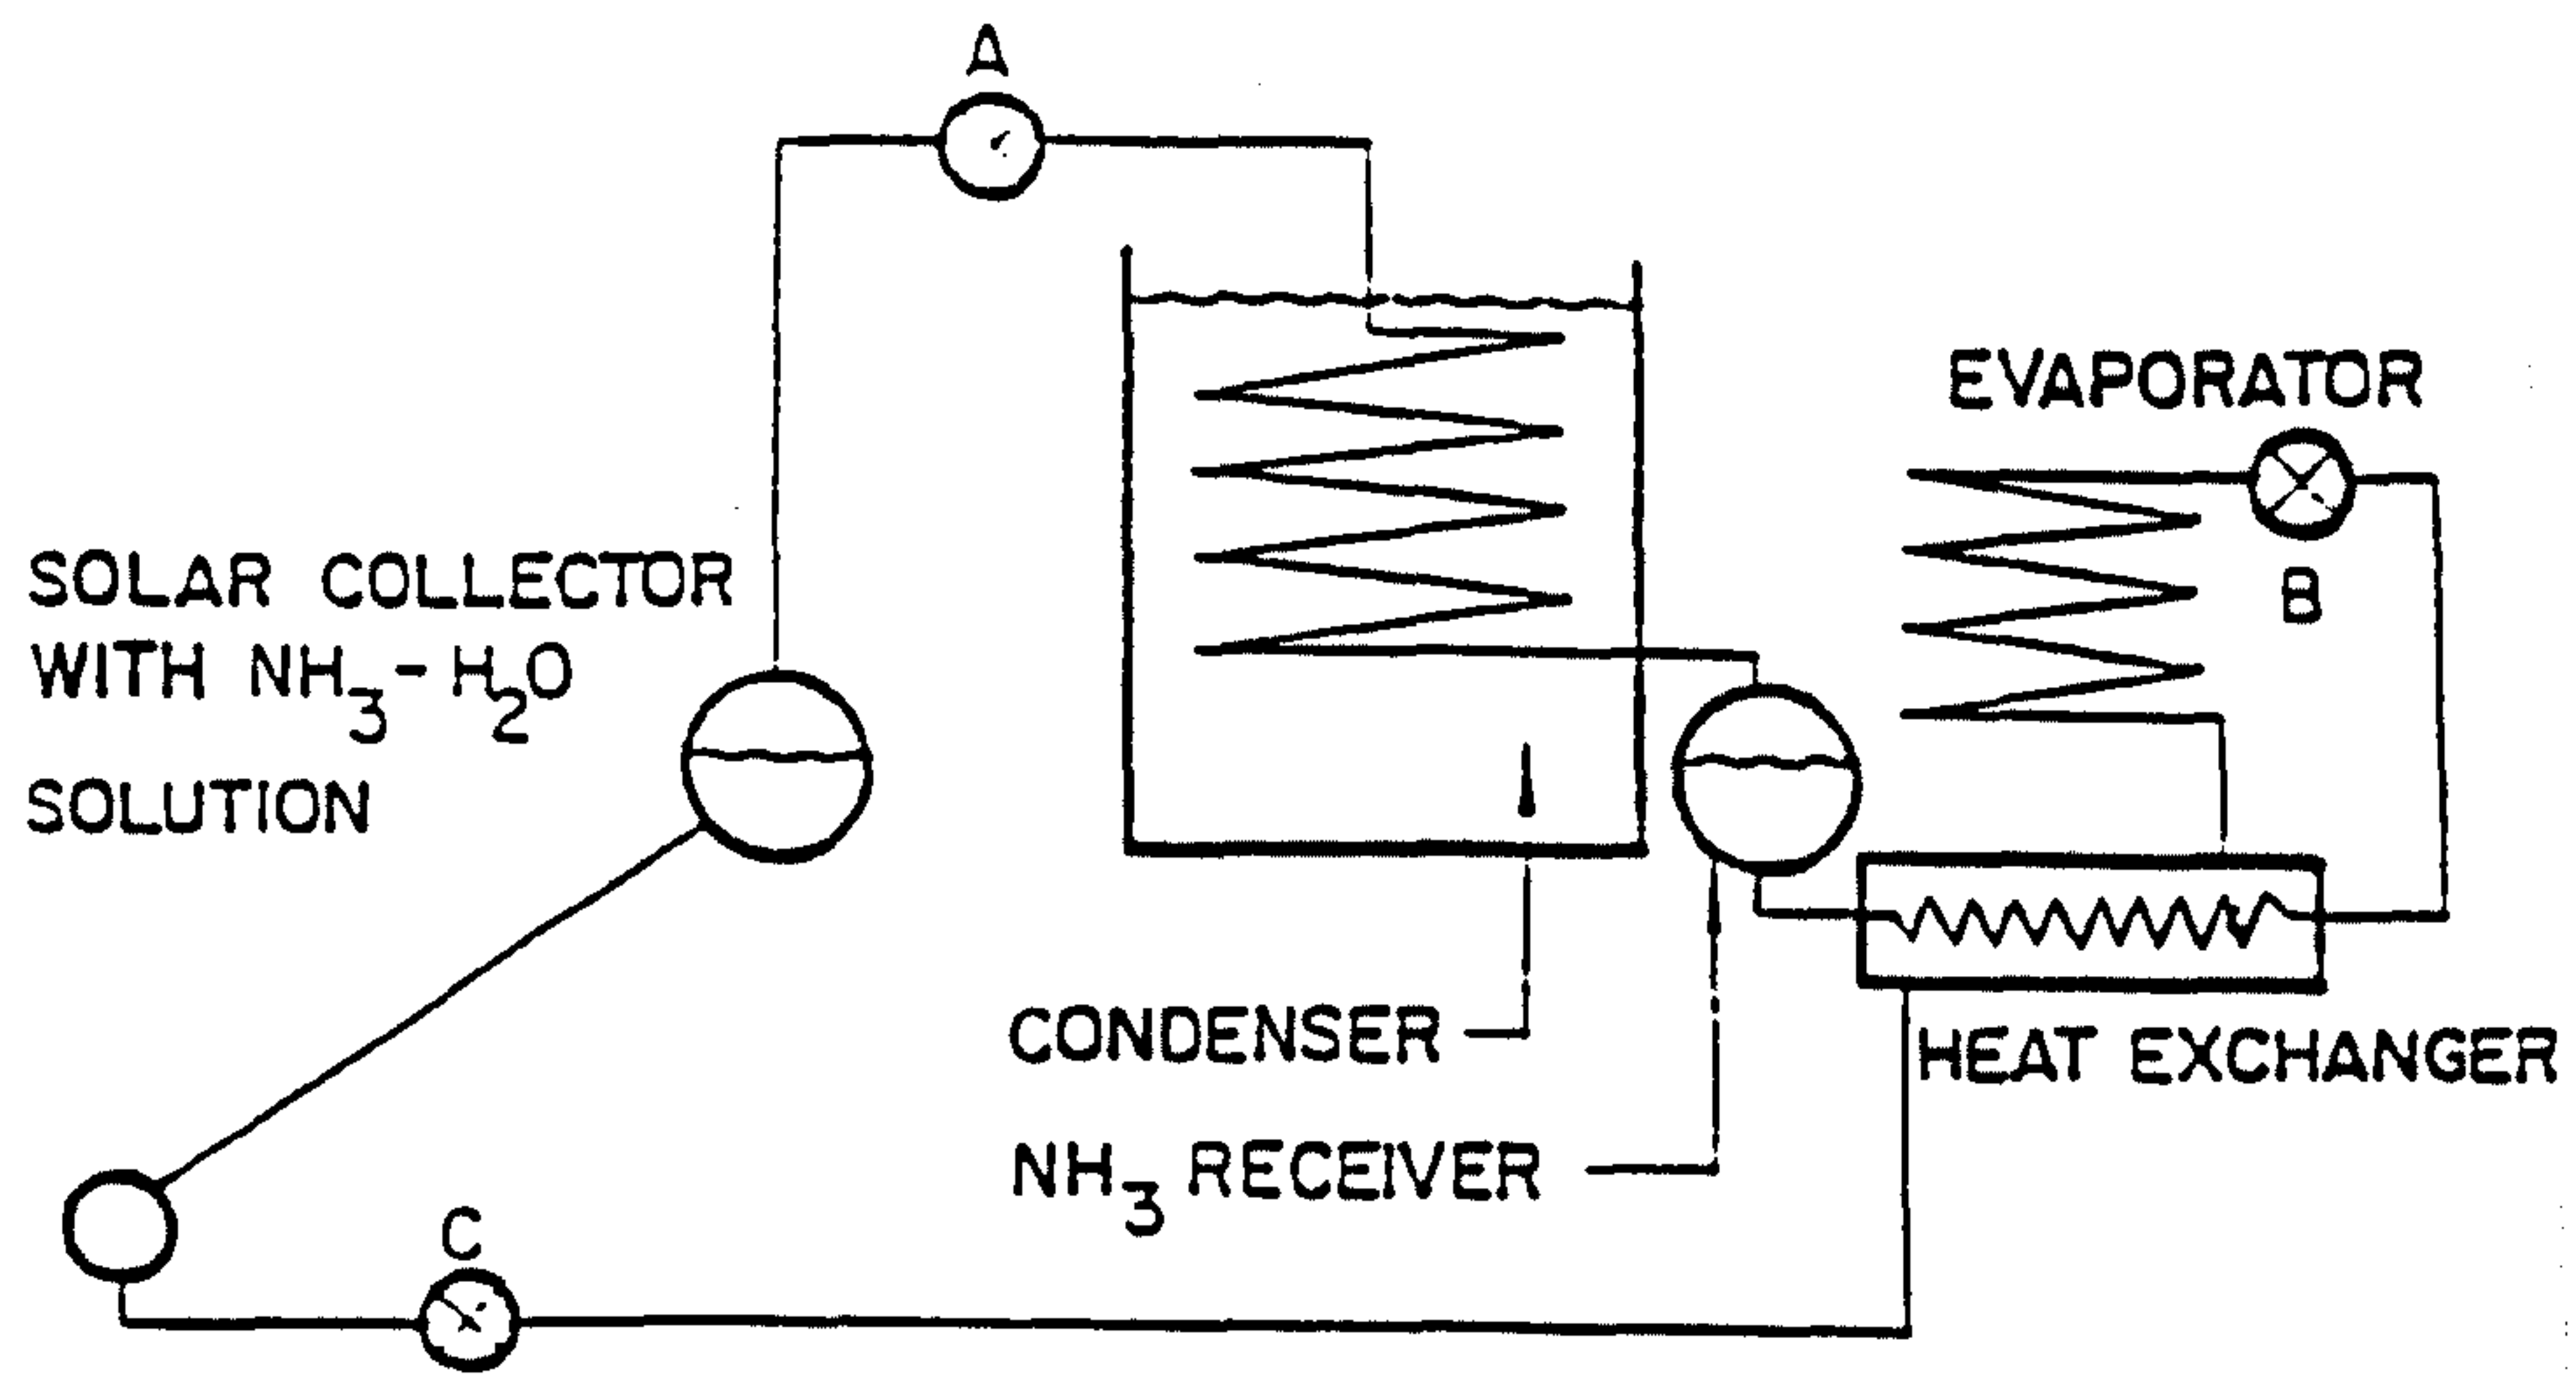 A
EVAPORATOR
B
SOLAR COLLECTOR
WITH NH₃-H₂O
SOLUTION
CONDENSER
HEAT EXCHANGER
NH₃ RECEIVER
C